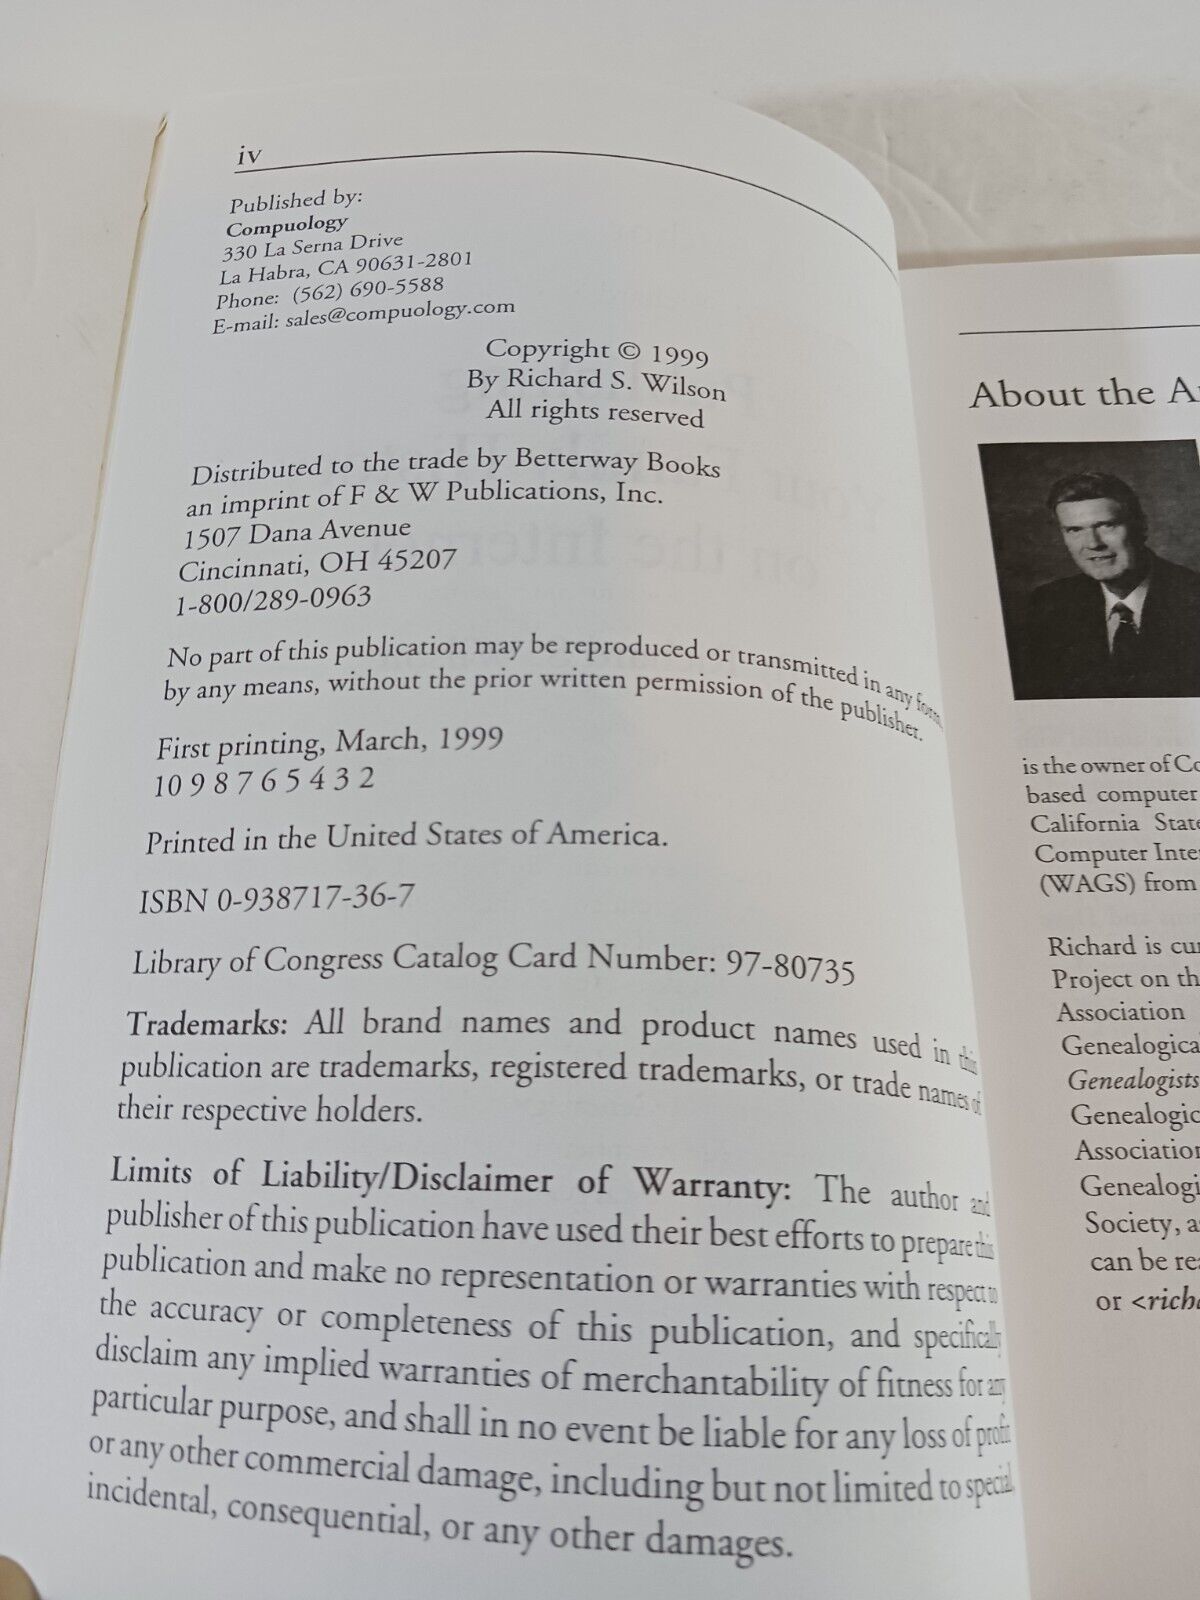 iv
Published by:
Compuology
330 La Serna Drive
La Habra, CA 90631-2801
Phone: (562) 690-5588
E-mail: sales@compuology.com
Copyright © 1999
By Richard S. Wilson
All rights reserved
Distributed to the trade by Betterway Books
an imprint of F & W Publications, Inc.
1507 Dana Avenue
Cincinnati, OH 45207
1-800/289-0963
No part of this publication may be reproduced or transmitted in any form,
by any means, without the prior written permission of the publisher.
First printing, March, 1999
10 9 8 7 6 5 4 3 2
Printed in the United States of America.
ISBN 0-938717-36-7
Library of Congress Catalog Card Number: 97-80735
Trademarks: All brand names and product names used in this
publication are trademarks, registered trademarks, or trade names of
their respective holders.
Limits of Liability/Disclaimer of Warranty: The author and
publisher of this publication have used their best efforts to prepare this
publication and make no representation or warranties with respect to
the accuracy or completeness of this publication, and specifically
disclaim any implied warranties of merchantability of fitness for any
particular purpose, and shall in no event be liable for any loss of profit
or any other commercial damage, including but not limited to special,
incidental, consequential, or any other damages.
About the
is the owner of
based computer
California
Computer
(WAGS) from
Richard is
Project on
Association
Genealogists
Society,
can be
or